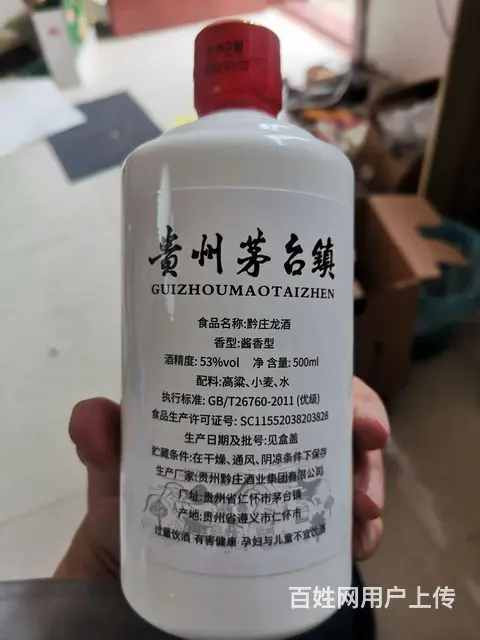 貴州茅台鎮
GUIZHOUMAOTAIZHEN
食品名称:黔庄龙酒
香型:酱香型
酒精度: 53%vol 净 含量: 500ml
配料:高粱、小麦、水
执行标准: GB/T26760-2011 (优级)
食品生产许可证号: SC11552038203828
生产日期及批号:见盒盖
贮藏条件:在干燥、通风、阴凉条件下保存
生产厂家:贵州黔庄酒业集团有限公司
厂址:贵州省仁怀市茅台镇
产地:贵州省遵义市仁怀市
过量饮酒 有害健康 孕妇与儿童不宜饮酒
百姓网用户上传